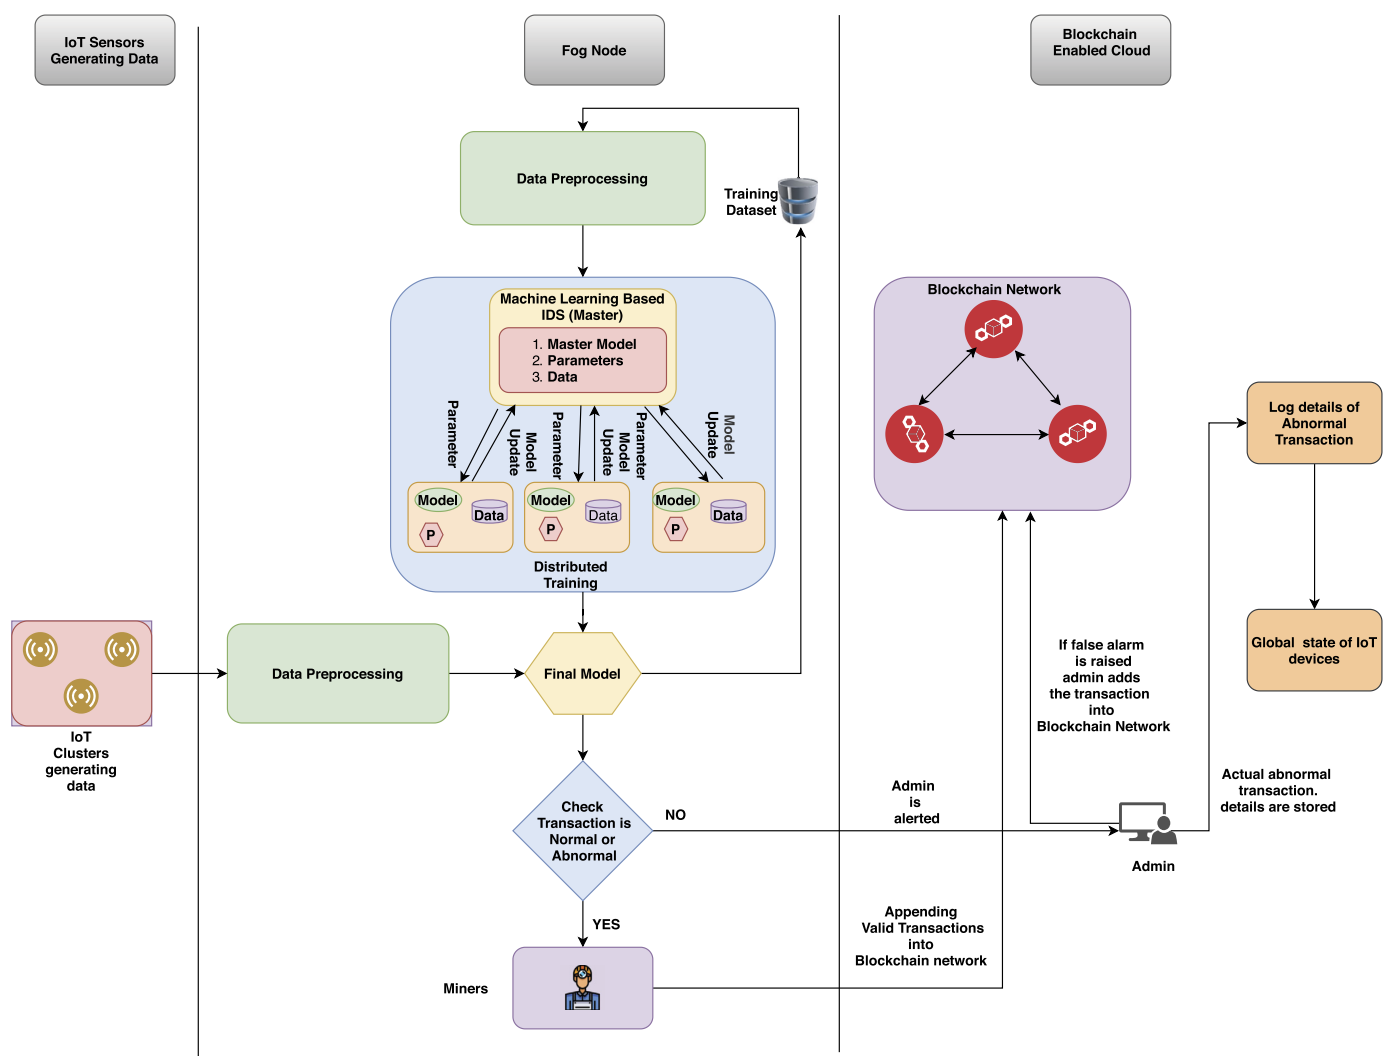 IoT Sensors
Generating Data
Fog Node
Blockchain
Enabled Cloud
Data Preprocessing
Training
Dataset
Machine Learning Based
IDS (Master)
1. Master Model
2. Parameters
3. Data
Parameter
Model
Update
Parameter
Model
Update
Parameter
Model
Update
Model
Data
P
Model
Data
P
Model
Data
P
Distributed
Training
Blockchain Network
Log details of
Abnormal
Transaction
Global state of IoT
devices
IoT
Clusters
generating
data
Data Preprocessing
Final Model
If false alarm
is raised
admin adds
the transaction
into
Blockchain Network
Actual abnormal
transaction.
details are stored
Check
Transaction is
Normal or
Abnormal
NO
Admin
is
alerted
Admin
YES
Appending
Valid Transactions
into
Blockchain network
Miners